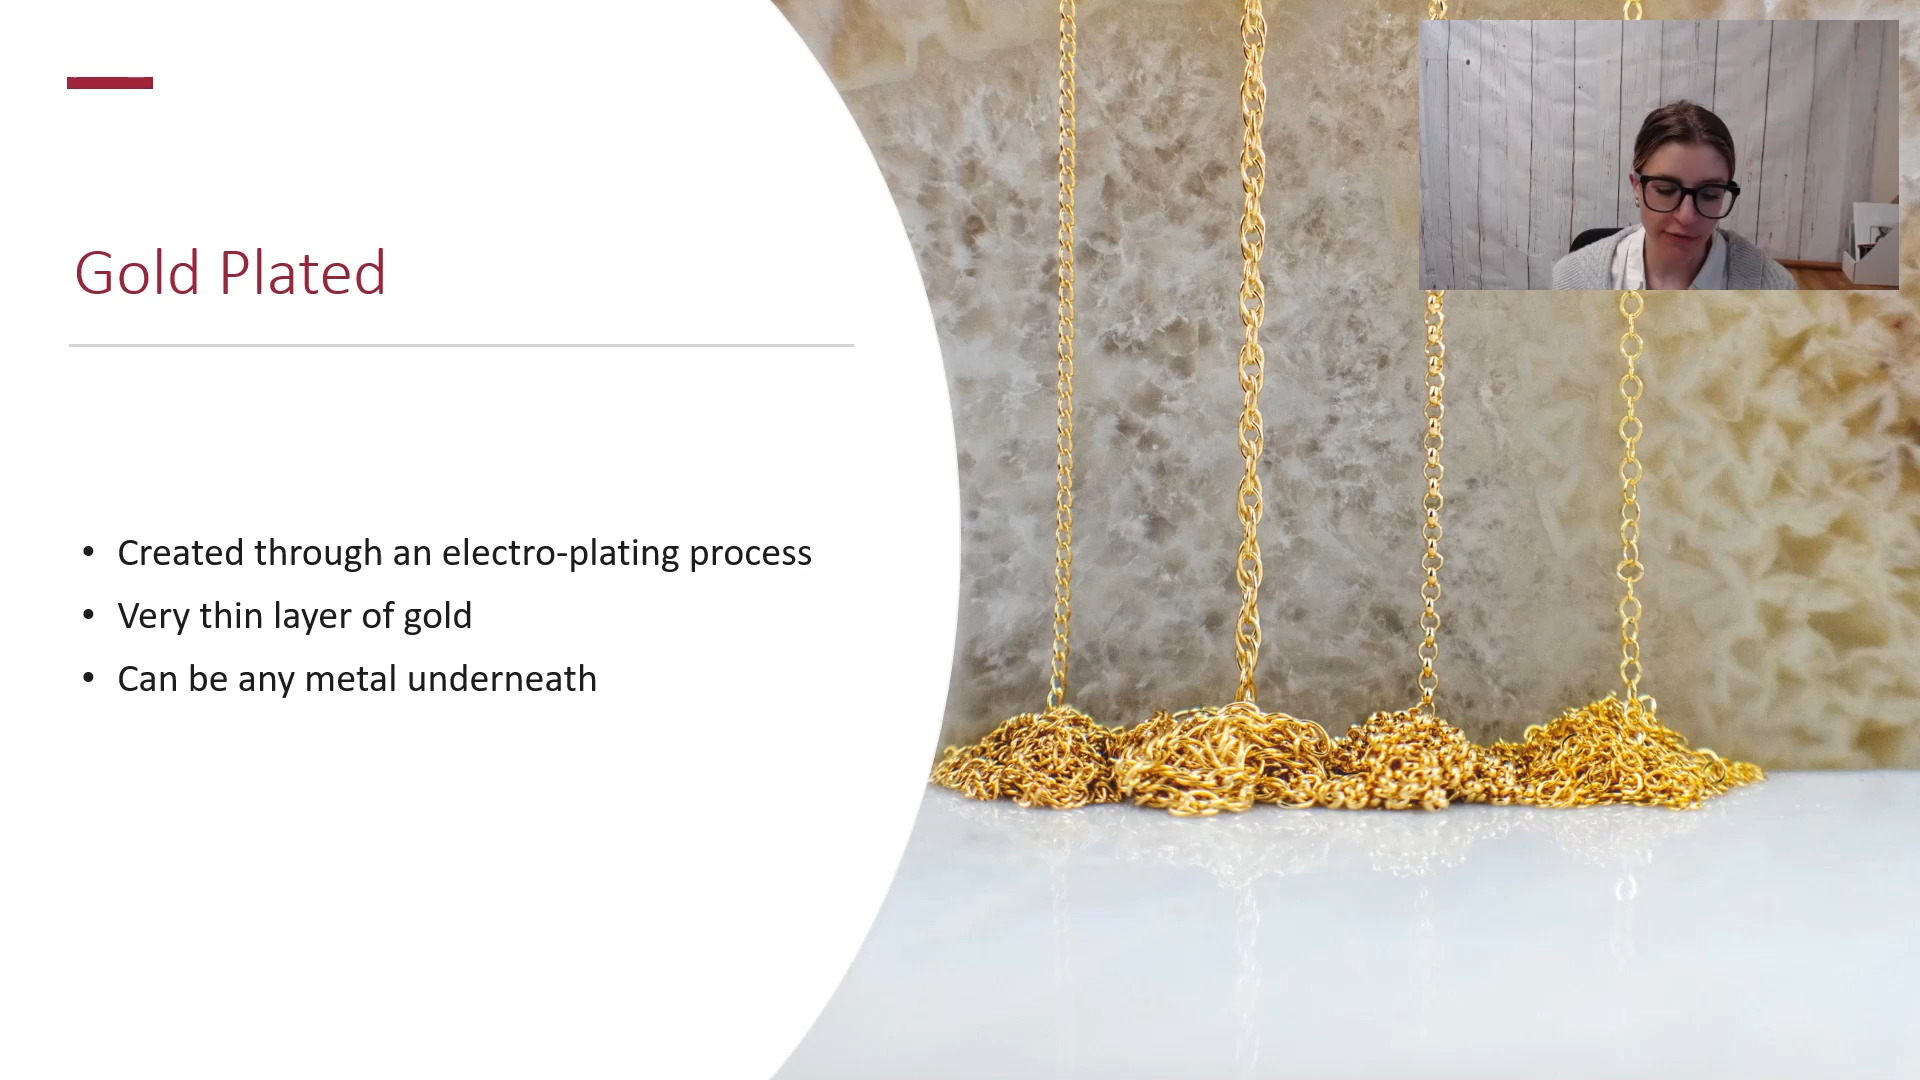 Gold Plated
• Created through an electro-plating process
• Very thin layer of gold
• Can be any metal underneath